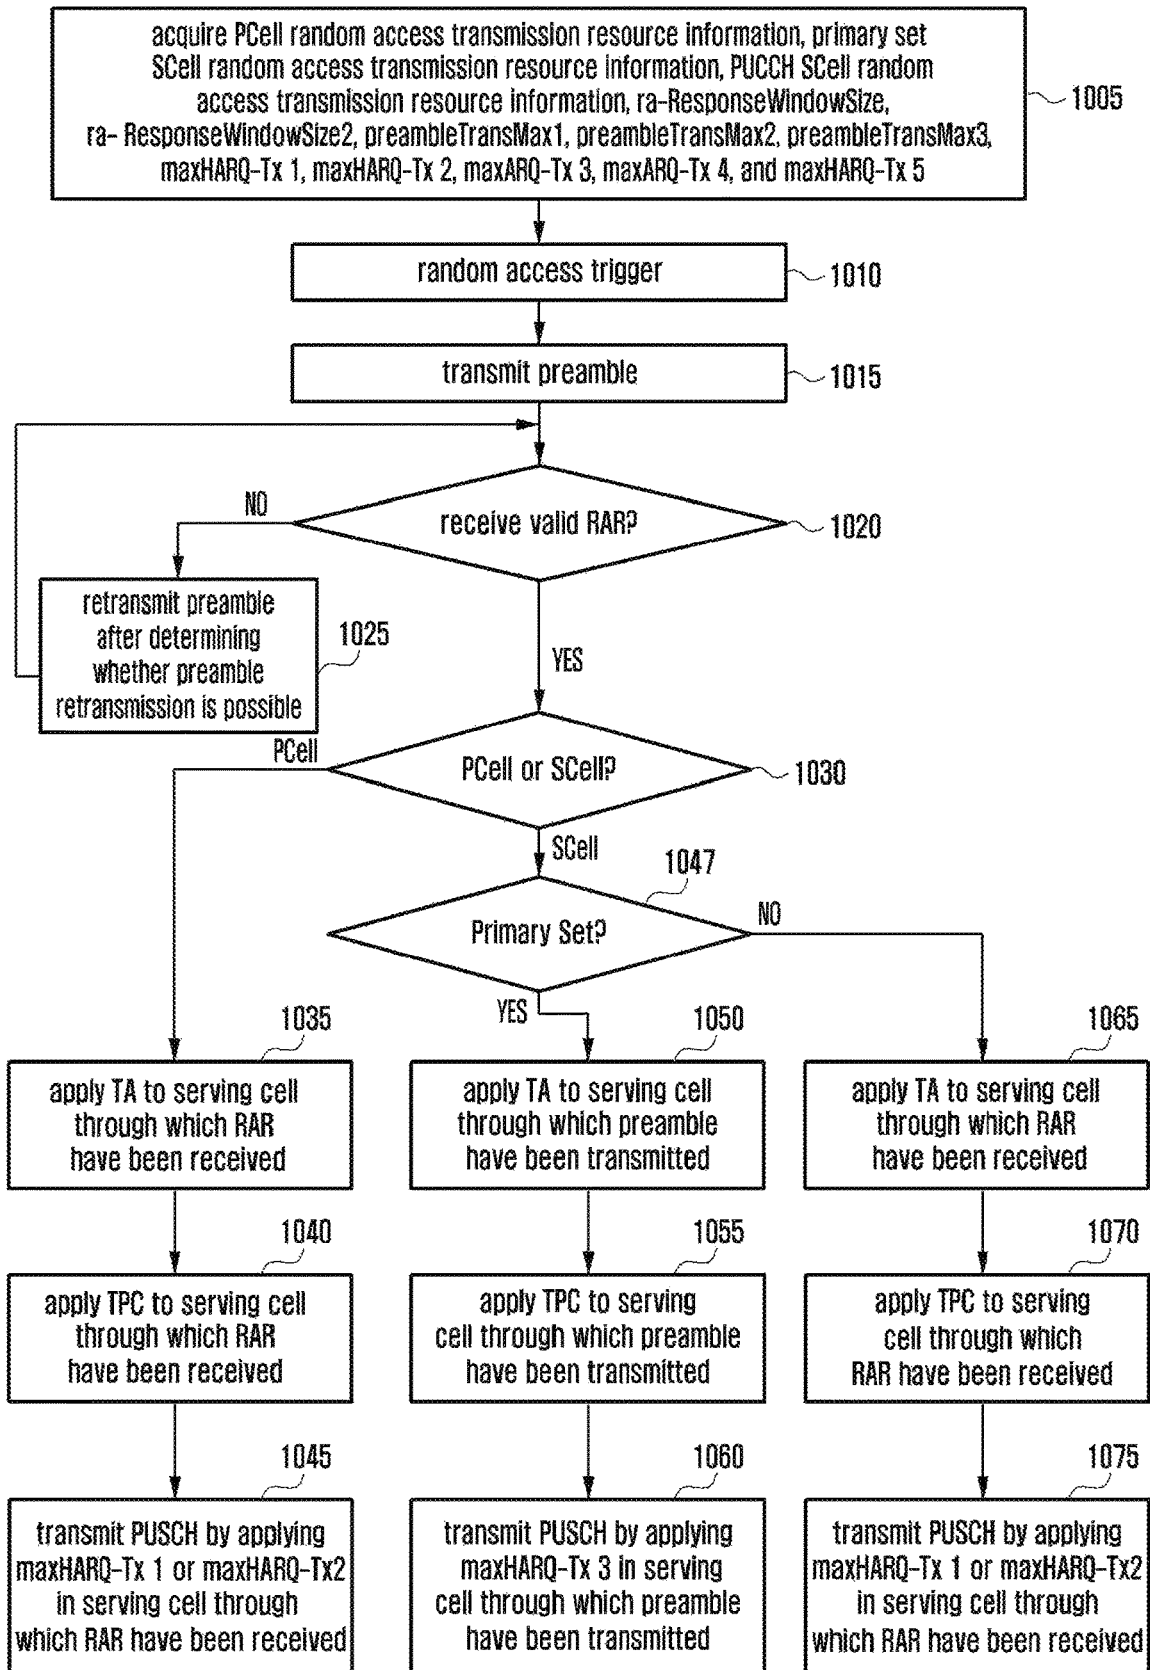 acquire PCell random access transmission resource information, primary set
SCell random access transmission resource information, PUCCH SCell random
access transmission resource information, ra-ResponseWindowSize,
ra- ResponseWindowSize2, preambleTransMax1, preambleTransMax2, preambleTransMax3,
maxHARQ-Tx 1, maxHARQ-Tx 2, maxARQ-Tx 3, maxARQ-Tx 4, and maxHARQ-Tx 5
1005
random access trigger
1010
transmit preamble
1015
NO
receive valid RAR?
1020
retransmit preamble
after determining
whether preamble
retransmission is possible
1025
YES
PCell
PCell or SCell?
1030
SCell
1047
Primary Set?
NO
YES
1035
apply TA to serving cell
through which RAR
have been received
1050
apply TA to serving cell
through which preamble
have been transmitted
1065
apply TA to serving cell
through which RAR
have been received
1040
apply TPC to serving cell
through which RAR
have been received
1055
apply TPC to serving
cell through which preamble
have been transmitted
1070
apply TPC to serving
cell through which
RAR have been received
1045
transmit PUSCH by applying
maxHARQ-Tx 1 or maxHARQ-Tx2
in serving cell through
which RAR have been received
1060
transmit PUSCH by applying
maxHARQ-Tx 3 in serving
cell through which preamble
have been transmitted
1075
transmit PUSCH by applying
maxHARQ-Tx 1 or maxHARQ-Tx2
in serving cell through
which RAR have been received